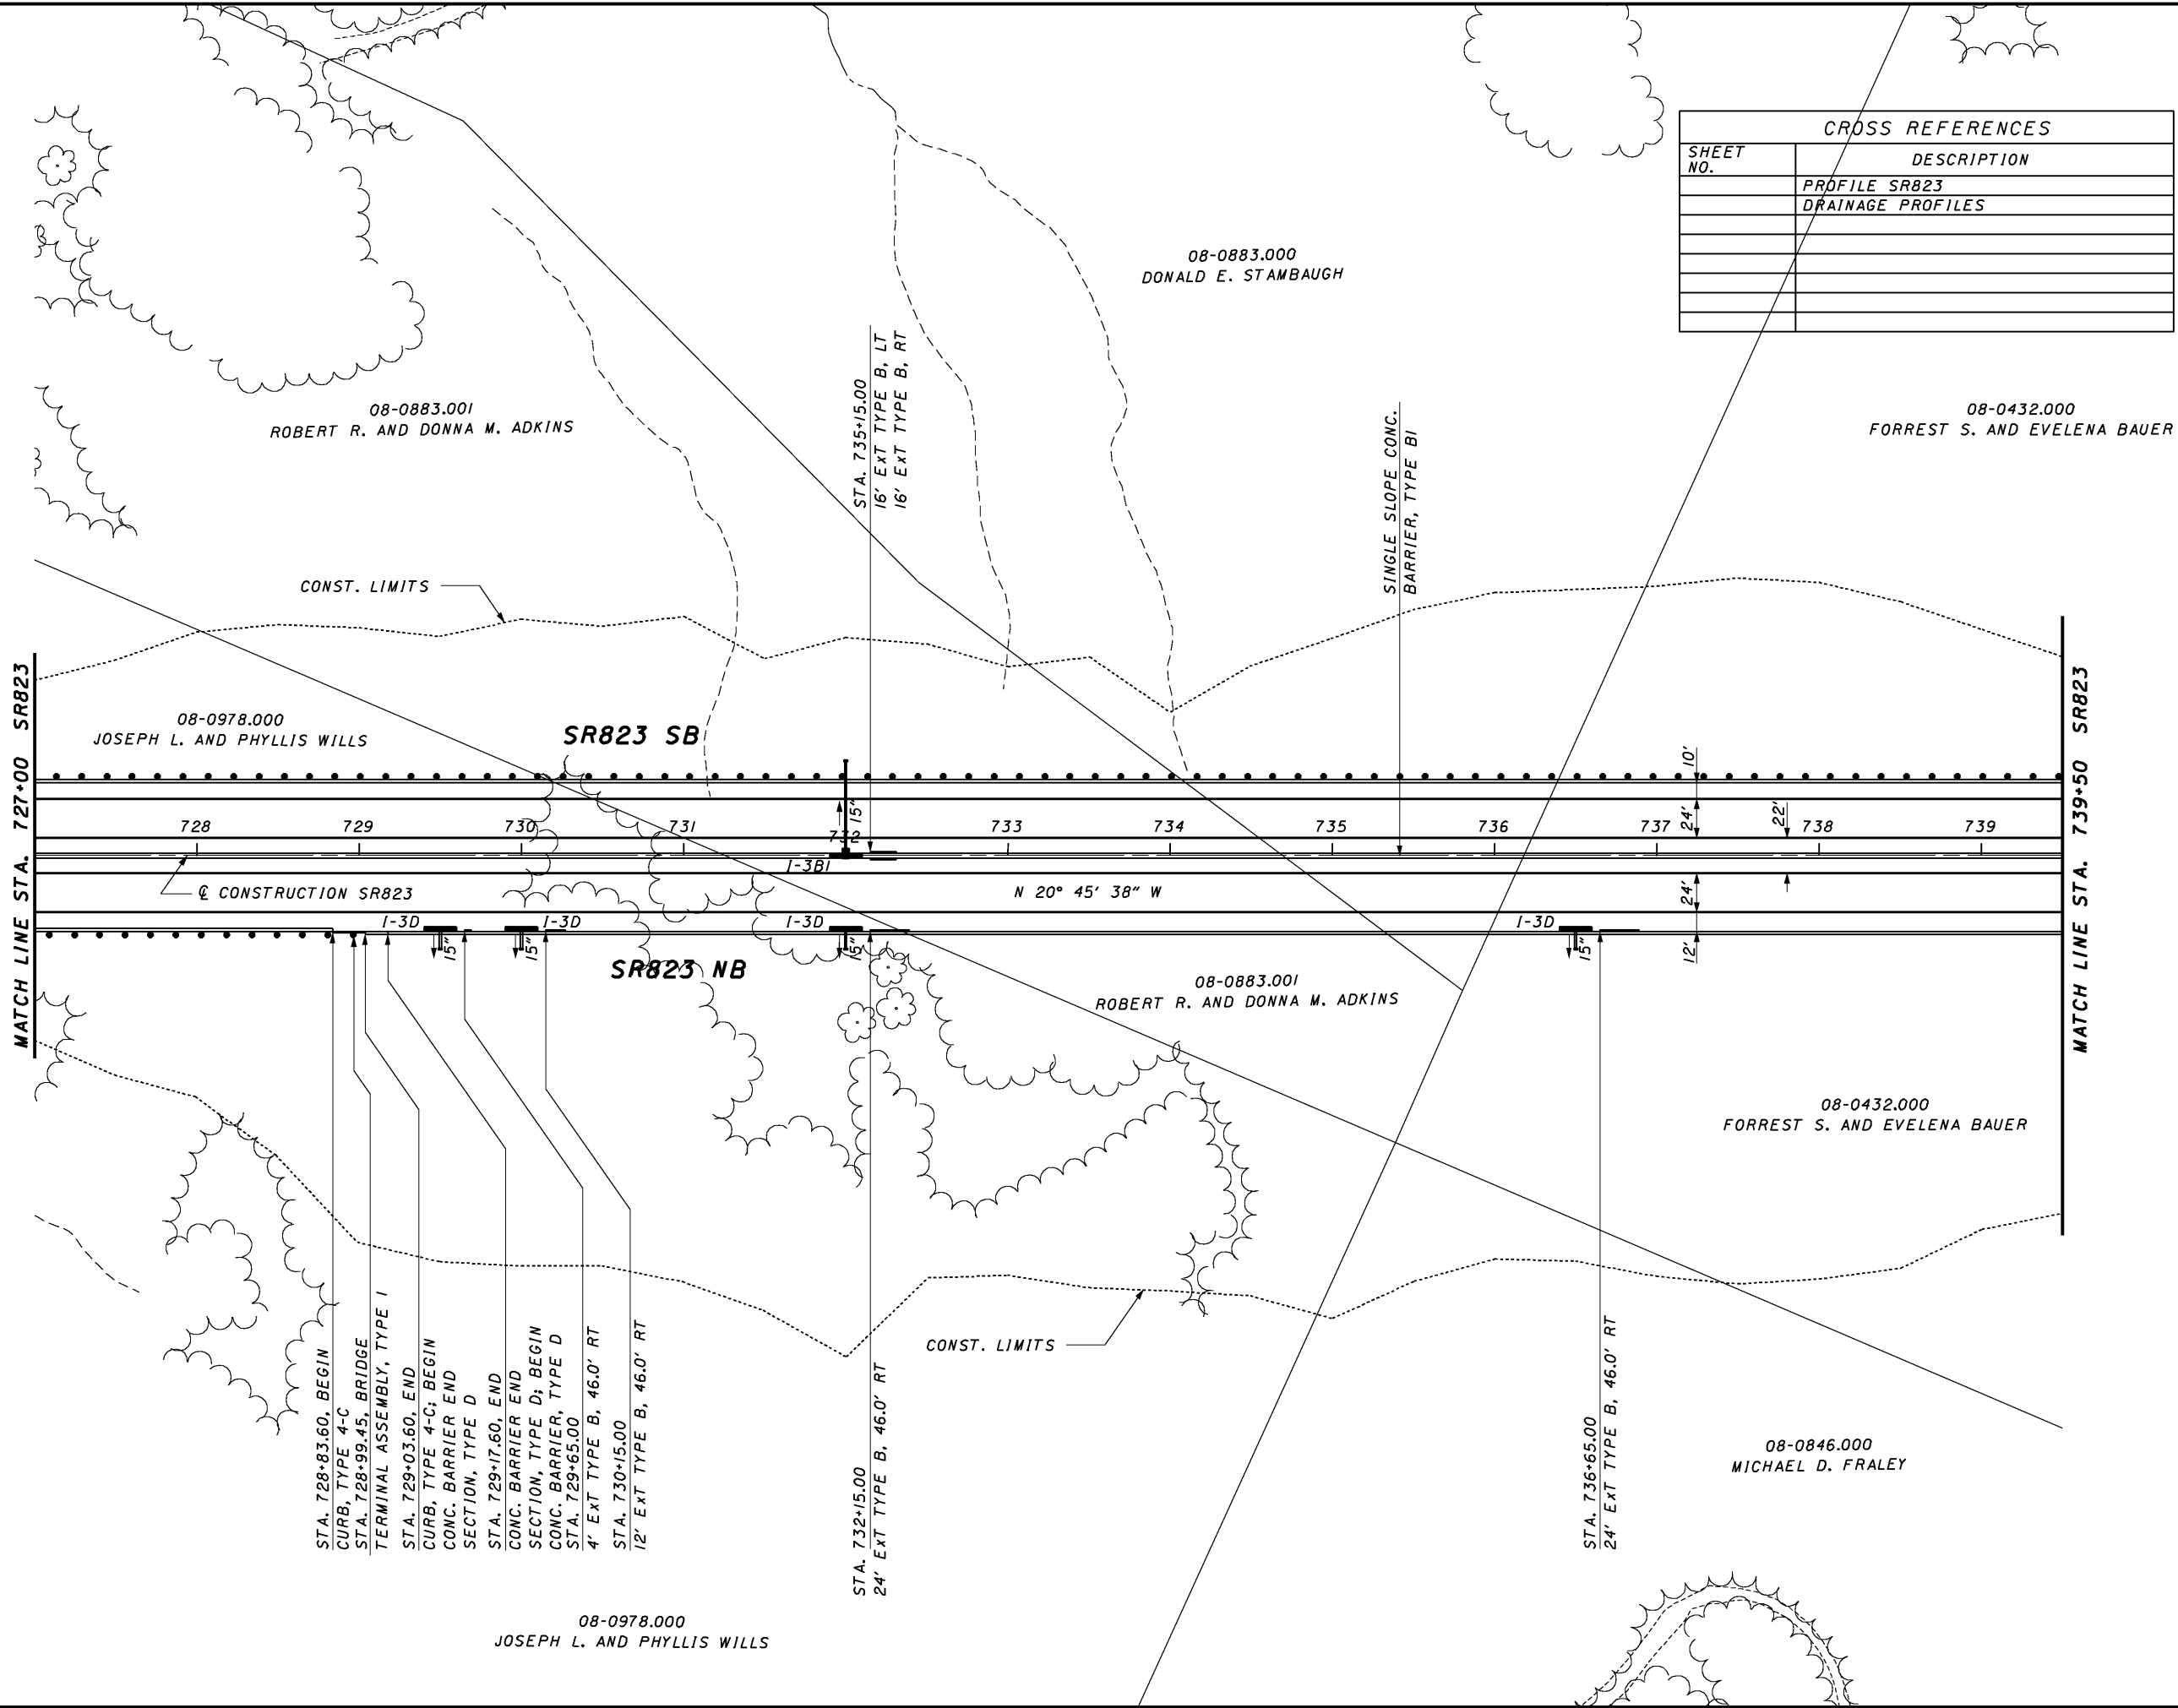 CROSS REFERENCES
SHEET NO.
DESCRIPTION
PROFILE SR823
DRAINAGE PROFILES
08-0883.000
DONALD E. STAMBAUGH
08-0883.001
ROBERT R. AND DONNA M. ADKINS
08-0432.000
FORREST S. AND EVELENA BAUER
STA. 735+15.00
16' EXT TYPE B, LT
16' EXT TYPE B, RT
SINGLE SLOPE CONC.
BARRIER, TYPE B1
CONST. LIMITS
MATCH LINE STA. 727+00 SR823
MATCH LINE STA. 739+50 SR823
08-0978.000
JOSEPH L. AND PHYLLIS WILLS
SR823 SB
10'
15"
24'
22'
728
729
730
731
732
733
734
735
736
737
738
739
1-3B1
℄ CONSTRUCTION SR823
N 20° 45' 38" W
24'
1-3D
1-3D
1-3D
1-3D
15"
15"
15"
15"
12'
SR823 NB
08-0883.001
ROBERT R. AND DONNA M. ADKINS
08-0432.000
FORREST S. AND EVELENA BAUER
CONST. LIMITS
STA. 728+83.60, BEGIN
CURB, TYPE 4-C
STA. 728+99.45, BRIDGE
TERMINAL ASSEMBLY, TYPE 1
STA. 729+03.60, END
CURB, TYPE 4-C; BEGIN
CONC. BARRIER END
SECTION, TYPE D
STA. 729+17.60, END
CONC. BARRIER END
SECTION, TYPE D; BEGIN
CONC. BARRIER, TYPE D
STA. 729+65.00
4' EXT TYPE B, 46.0' RT
STA. 730+15.00
12' EXT TYPE B, 46.0' RT
STA. 732+15.00
24' EXT TYPE B, 46.0' RT
STA. 736+65.00
24' EXT TYPE B, 46.0' RT
08-0846.000
MICHAEL D. FRALEY
08-0978.000
JOSEPH L. AND PHYLLIS WILLS